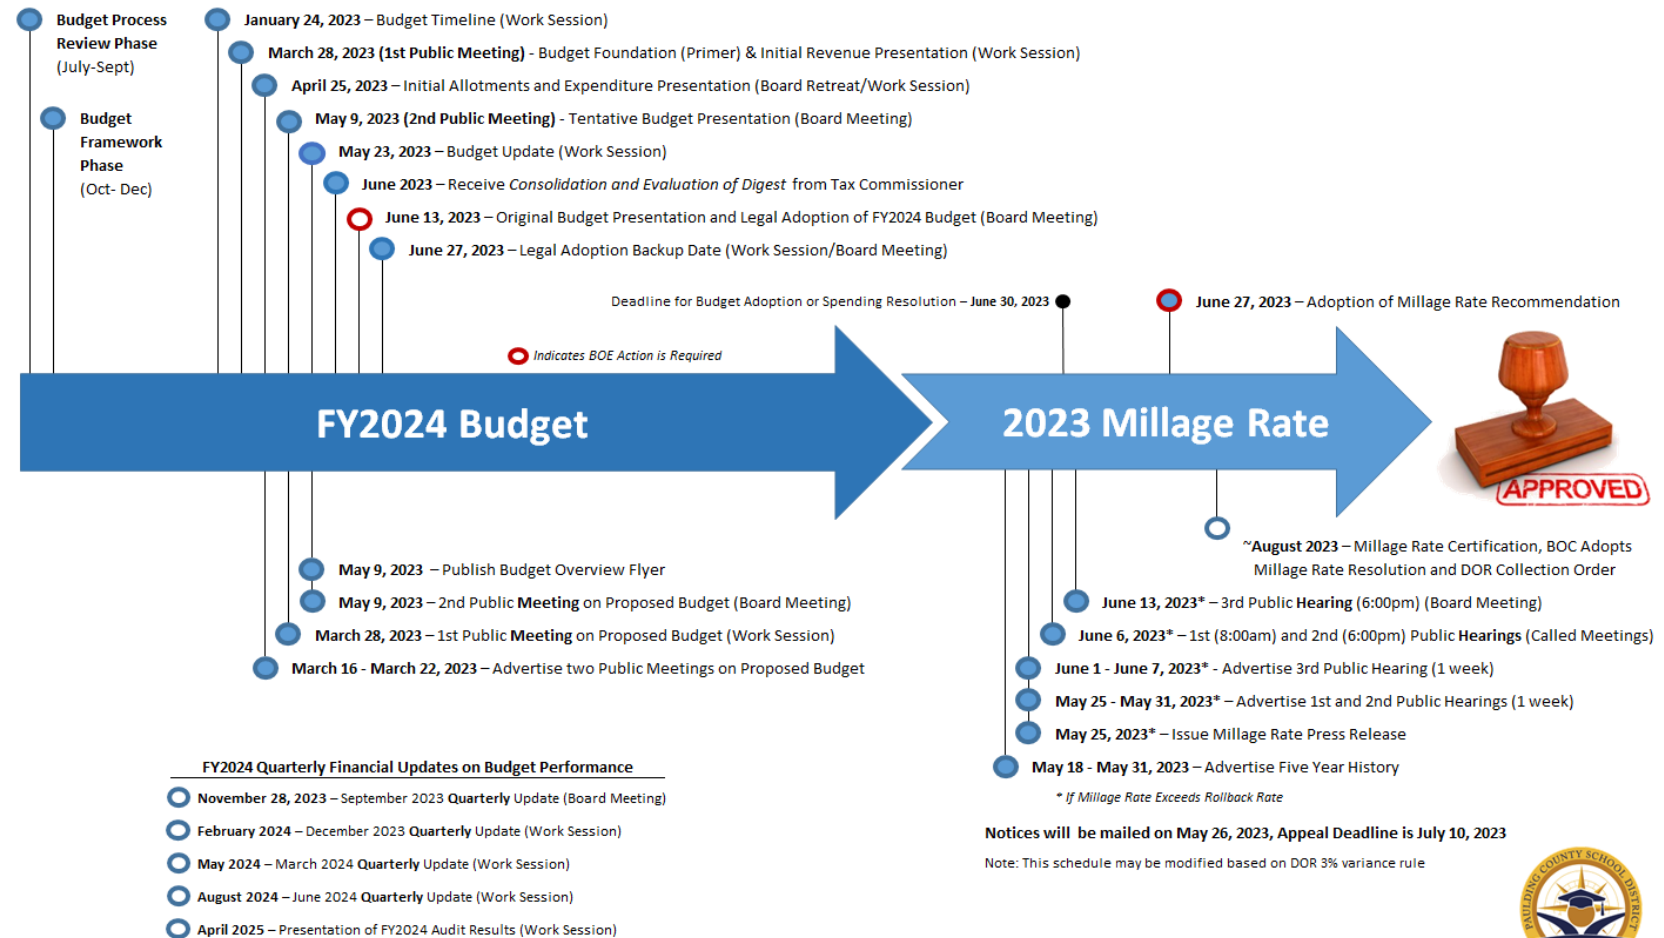 Budget Process
Review Phase
(July-Sept)
Budget
Framework
Phase
(Oct- Dec)
January 24, 2023 – Budget Timeline (Work Session)
March 28, 2023 (1st Public Meeting) - Budget Foundation (Primer) & Initial Revenue Presentation (Work Session)
April 25, 2023 – Initial Allotments and Expenditure Presentation (Board Retreat/Work Session)
May 9, 2023 (2nd Public Meeting) - Tentative Budget Presentation (Board Meeting)
May 23, 2023 – Budget Update (Work Session)
June 2023 – Receive Consolidation and Evaluation of Digest from Tax Commissioner
June 13, 2023 – Original Budget Presentation and Legal Adoption of FY2024 Budget (Board Meeting)
June 27, 2023 – Legal Adoption Backup Date (Work Session/Board Meeting)
Deadline for Budget Adoption or Spending Resolution – June 30, 2023
June 27, 2023 – Adoption of Millage Rate Recommendation
Indicates BOE Action is Required
FY2024 Budget
2023 Millage Rate
APPROVED
May 9, 2023 – Publish Budget Overview Flyer
May 9, 2023 – 2nd Public Meeting on Proposed Budget (Board Meeting)
March 28, 2023 – 1st Public Meeting on Proposed Budget (Work Session)
March 16 - March 22, 2023 – Advertise two Public Meetings on Proposed Budget
~August 2023 – Millage Rate Certification, BOC Adopts
Millage Rate Resolution and DOR Collection Order
June 13, 2023* – 3rd Public Hearing (6:00pm) (Board Meeting)
June 6, 2023* – 1st (8:00am) and 2nd (6:00pm) Public Hearings (Called Meetings)
June 1 - June 7, 2023* - Advertise 3rd Public Hearing (1 week)
May 25 - May 31, 2023* – Advertise 1st and 2nd Public Hearings (1 week)
May 25, 2023* – Issue Millage Rate Press Release
May 18 - May 31, 2023 – Advertise Five Year History
* If Millage Rate Exceeds Rollback Rate
Notices will be mailed on May 26, 2023, Appeal Deadline is July 10, 2023
Note: This schedule may be modified based on DOR 3% variance rule
FY2024 Quarterly Financial Updates on Budget Performance
November 28, 2023 – September 2023 Quarterly Update (Board Meeting)
February 2024 – December 2023 Quarterly Update (Work Session)
May 2024 – March 2024 Quarterly Update (Work Session)
August 2024 – June 2024 Quarterly Update (Work Session)
April 2025 – Presentation of FY2024 Audit Results (Work Session)
PAULDING COUNTY SCHOOL DISTRICT